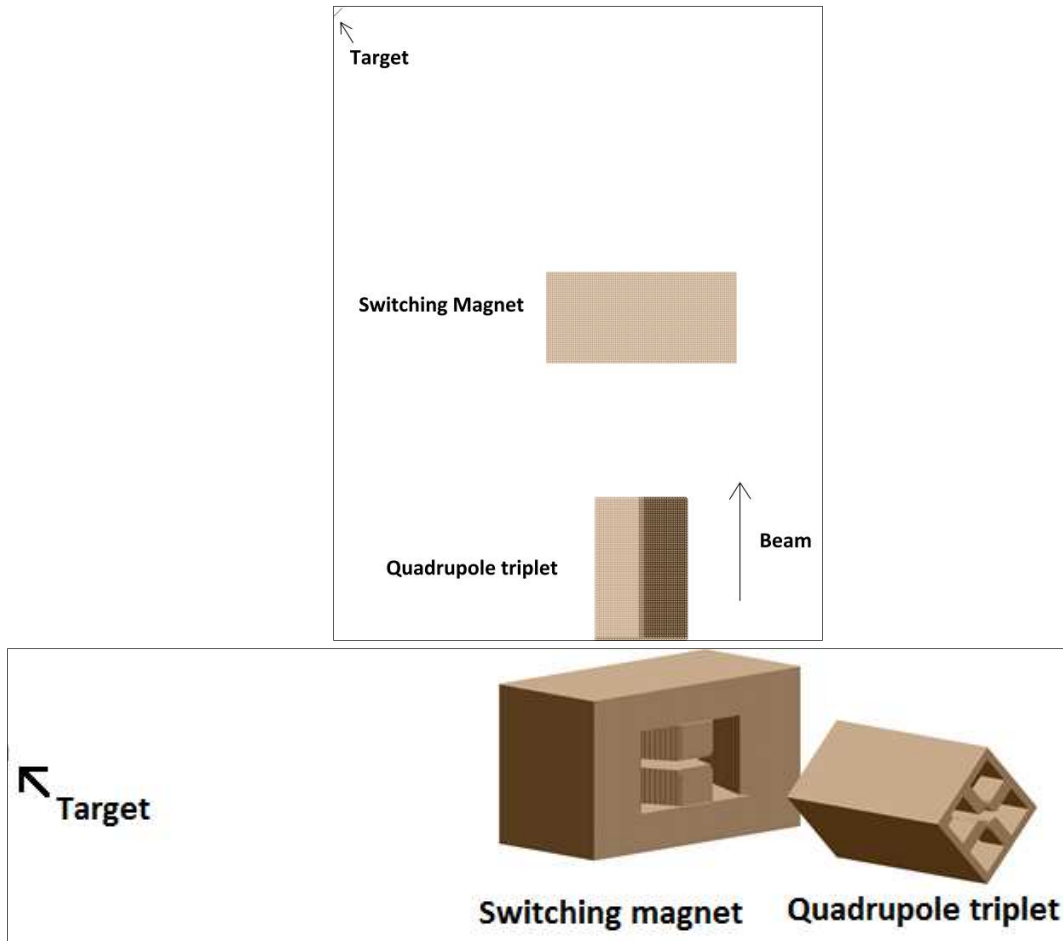 Target
Switching Magnet
Beam
Quadrupole triplet
Target
Switching magnet
Quadrupole triplet